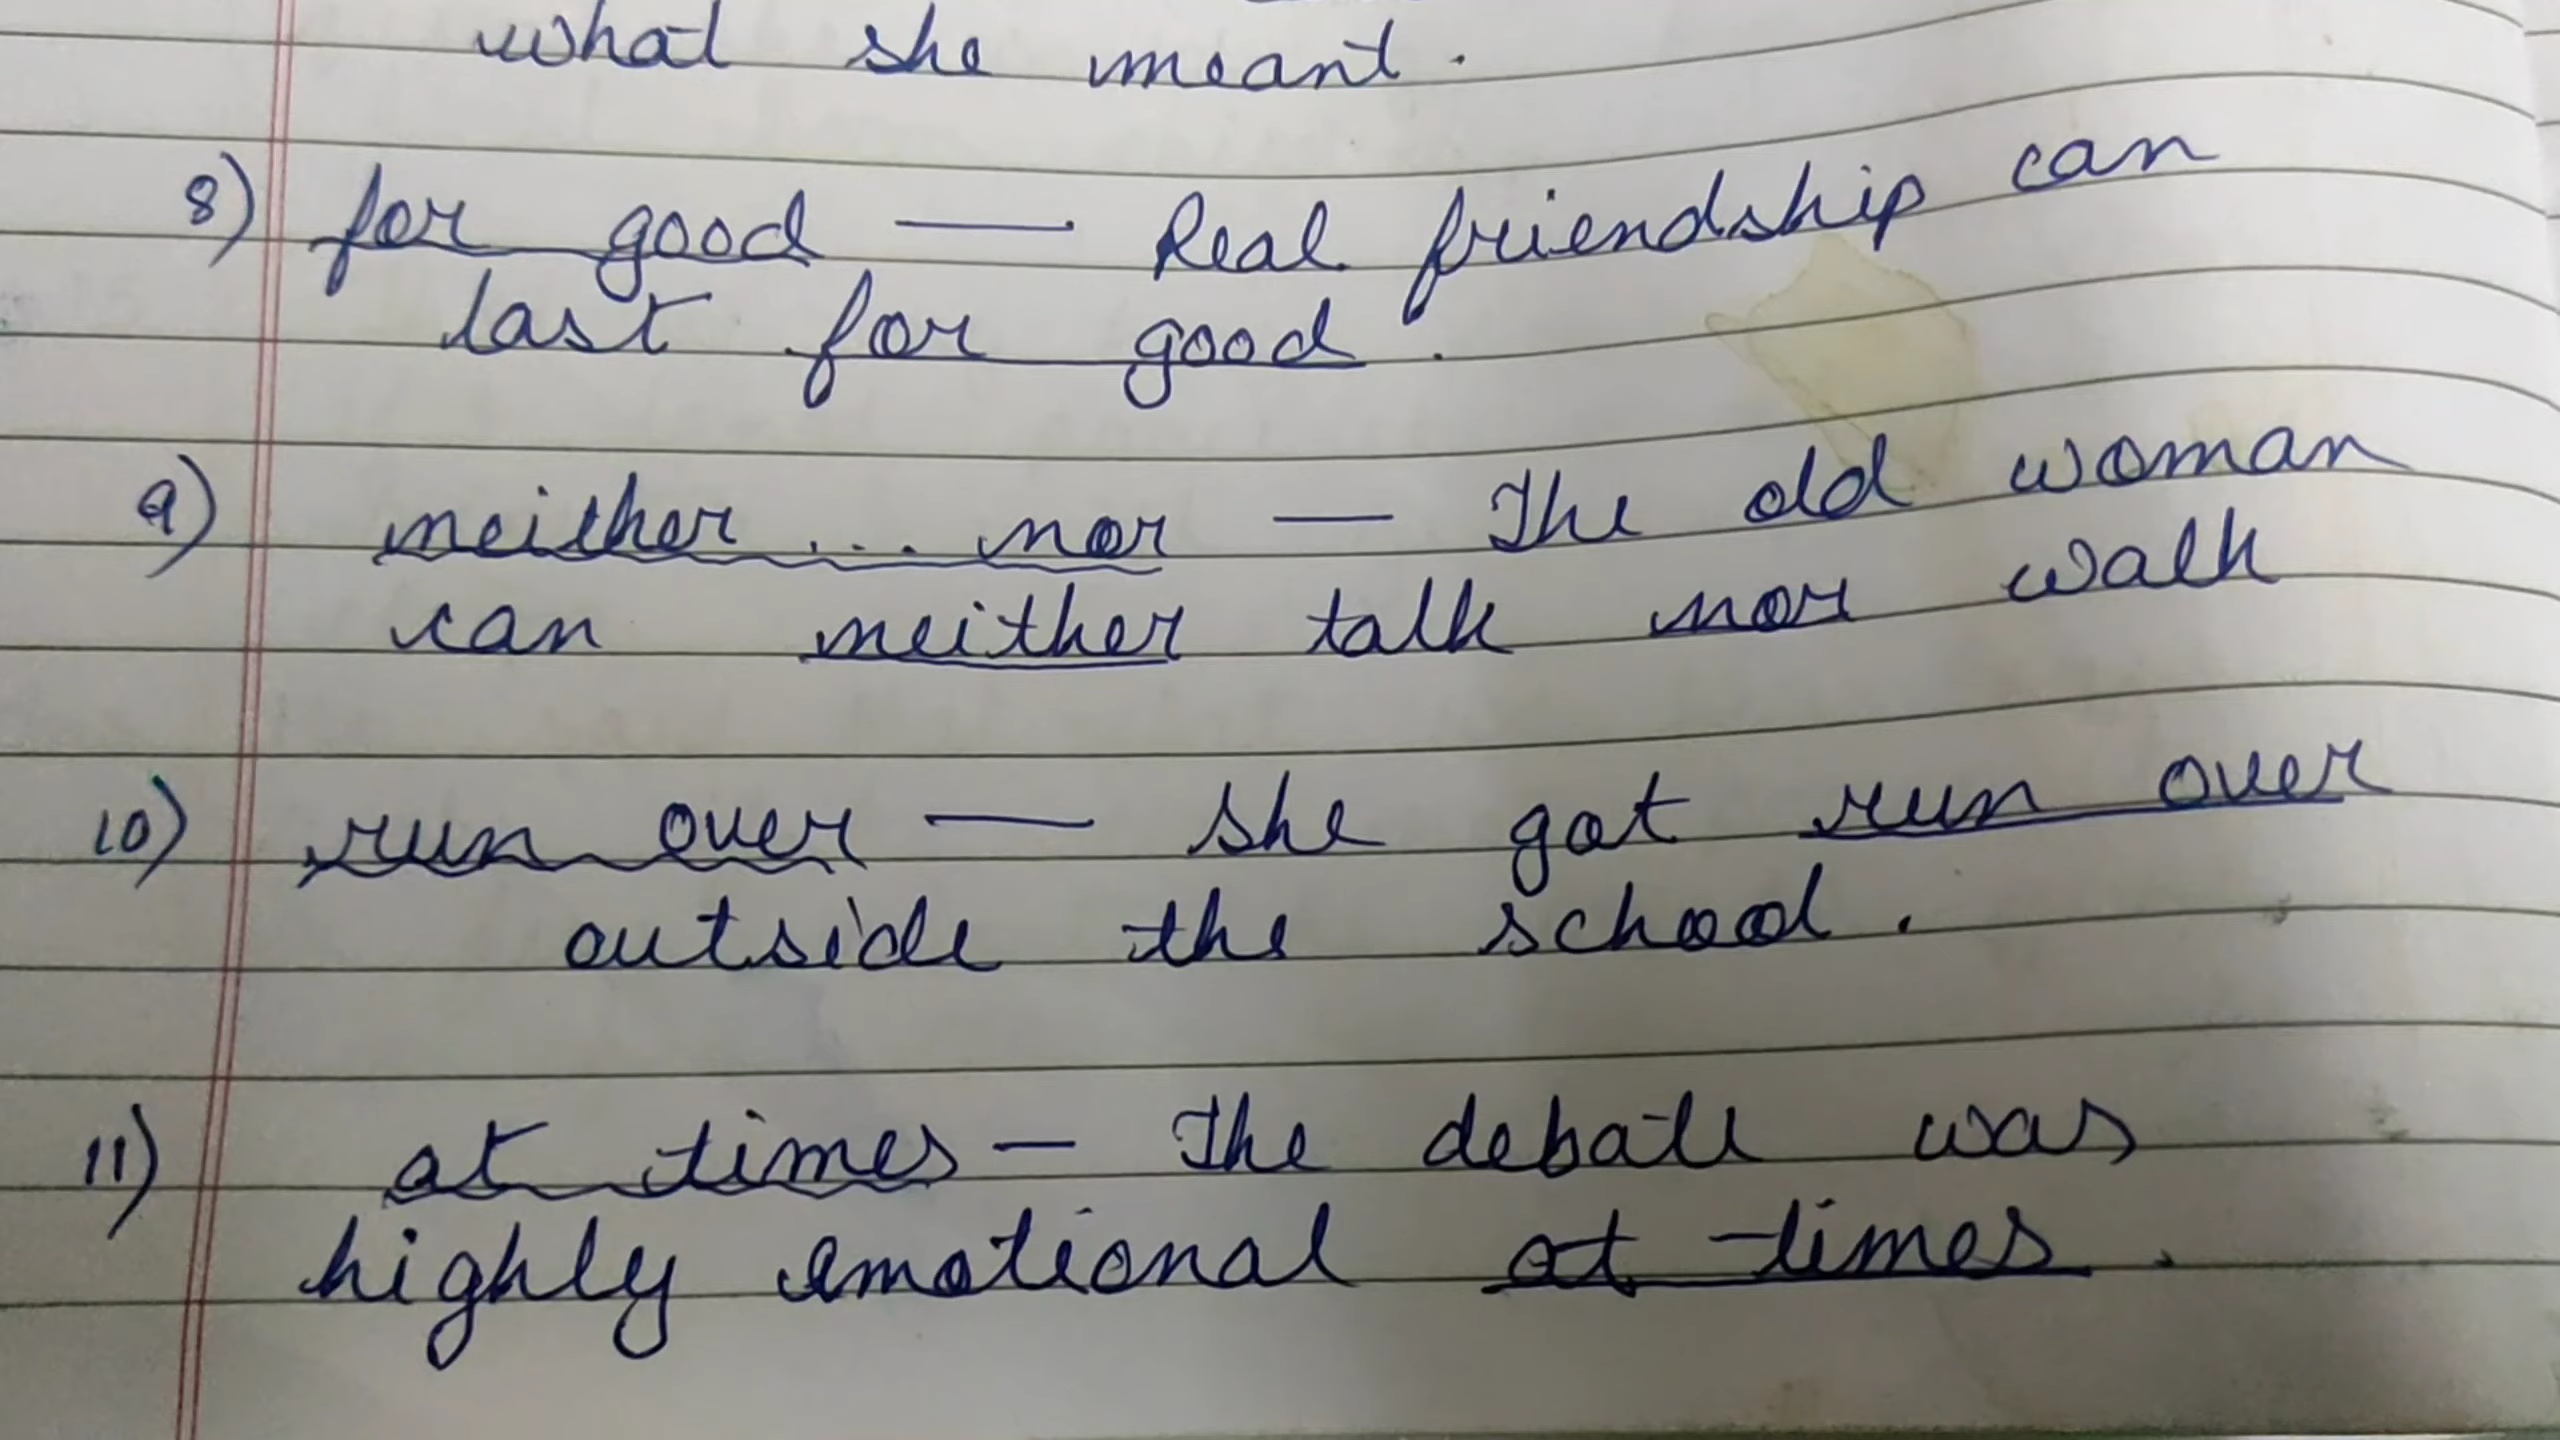 what she meant.
8) for good — Real friendship can
last for good.
9) neither ... nor — The old woman
can neither talk nor walk
10) run over — She got run over
outside the school.
11) at times — The debate was
highly emotional at times.